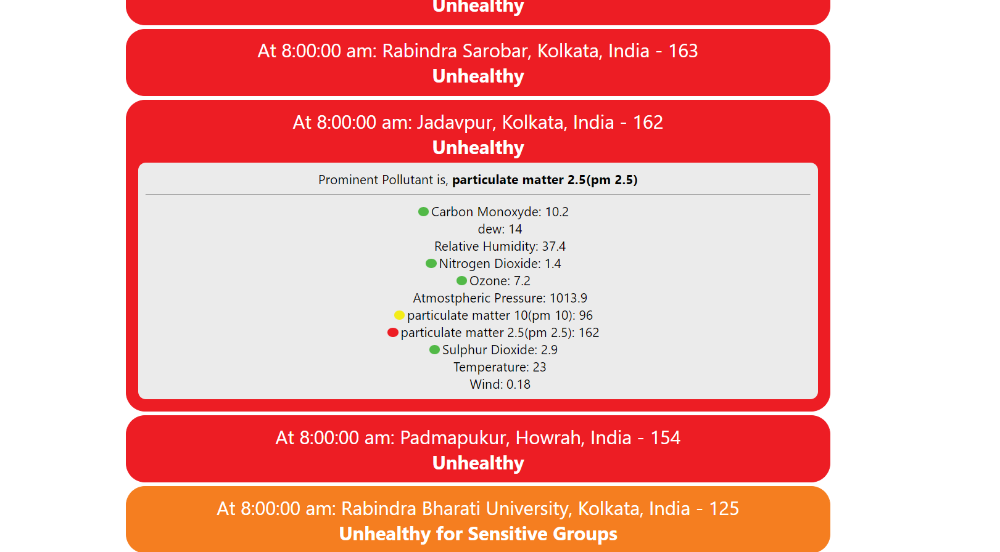 Unhealthy
At 8:00:00 am: Rabindra Sarobar, Kolkata, India - 163
Unhealthy
At 8:00:00 am: Jadavpur, Kolkata, India - 162
Unhealthy
Prominent Pollutant is, particulate matter 2.5(pm 2.5)
Carbon Monoxyde: 10.2
dew: 14
Relative Humidity: 37.4
Nitrogen Dioxide: 1.4
Ozone: 7.2
Atmostpheric Pressure: 1013.9
particulate matter 10(pm 10): 96
particulate matter 2.5(pm 2.5): 162
Sulphur Dioxide: 2.9
Temperature: 23
Wind: 0.18
At 8:00:00 am: Padmapukur, Howrah, India - 154
Unhealthy
At 8:00:00 am: Rabindra Bharati University, Kolkata, India - 125
Unhealthy for Sensitive Groups